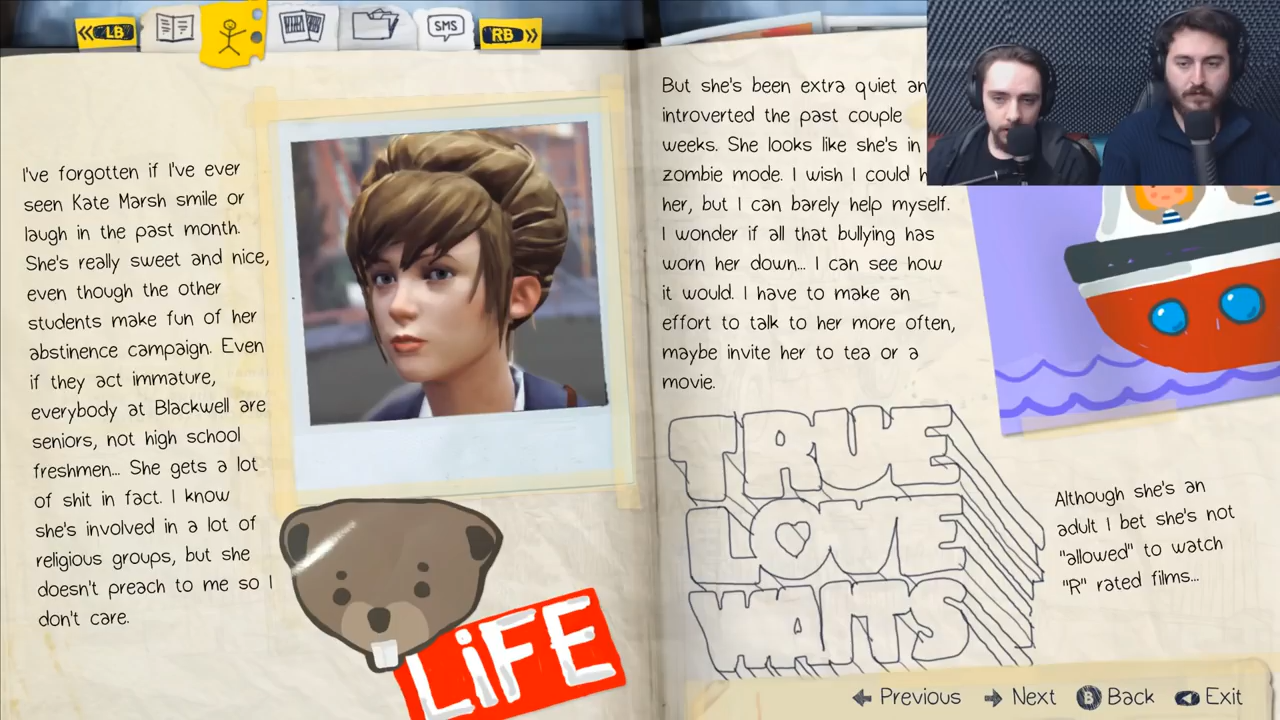 LB
SMS
RB
I've forgotten if I've ever
seen Kate Marsh smile or
laugh in the past month.
She's really sweet and nice,
even though the other
students make fun of her
abstinence campaign. Even
if they act immature,
everybody at Blackwell are
seniors, not high school
freshmen... She gets a lot
of shit in fact. I know
she's involved in a lot of
religious groups, but she
doesn't preach to me so I
don't care.
LiFE
But she's been extra quiet
introverted the past couple
weeks. She looks like she's in
zombie mode. I wish I could
her, but I can barely help myself.
I wonder if all that bullying has
worn her down... I can see how
it would. I have to make an
effort to talk to her more often,
maybe invite her to tea or a
movie.
TRUE
LOVE
WAITS
Although she's an
adult I bet she's not
"allowed" to watch
"R" rated films...
Previous Next B Back Exit